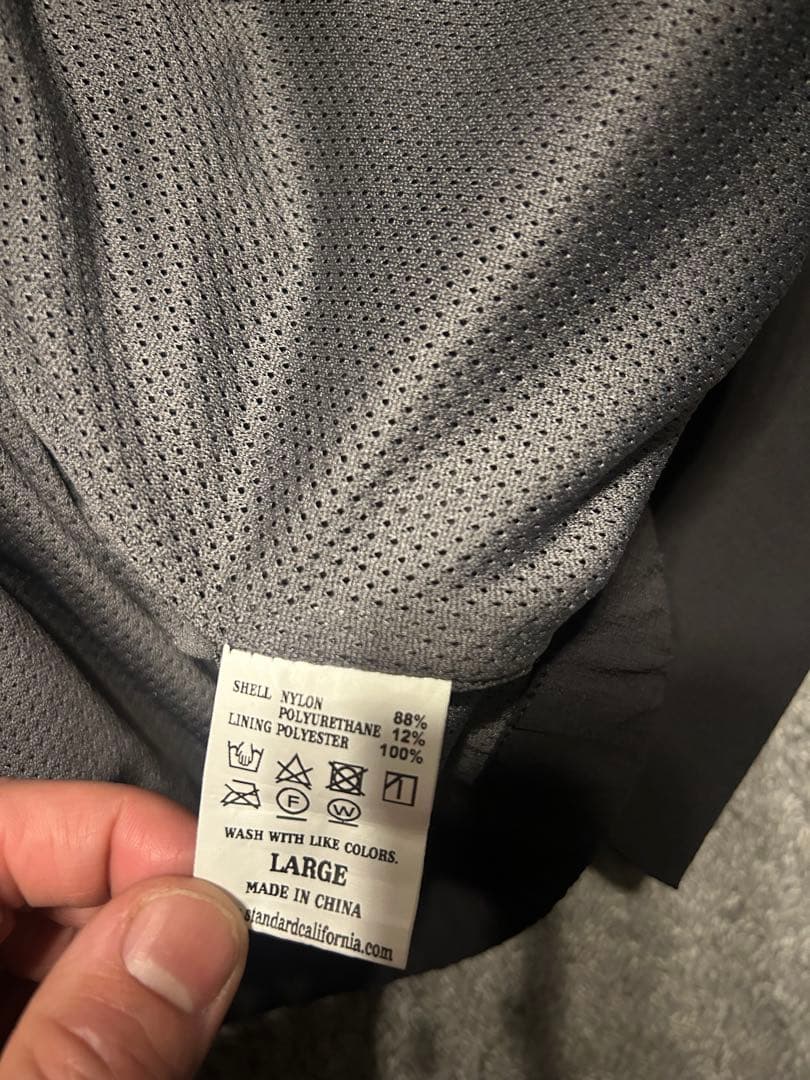 SHELL NYLON 88%
POLYURETHANE 12%
LINING POLYESTER 100%
F
W
WASH WITH LIKE COLORS.
LARGE
MADE IN CHINA
standardcalifornia.com